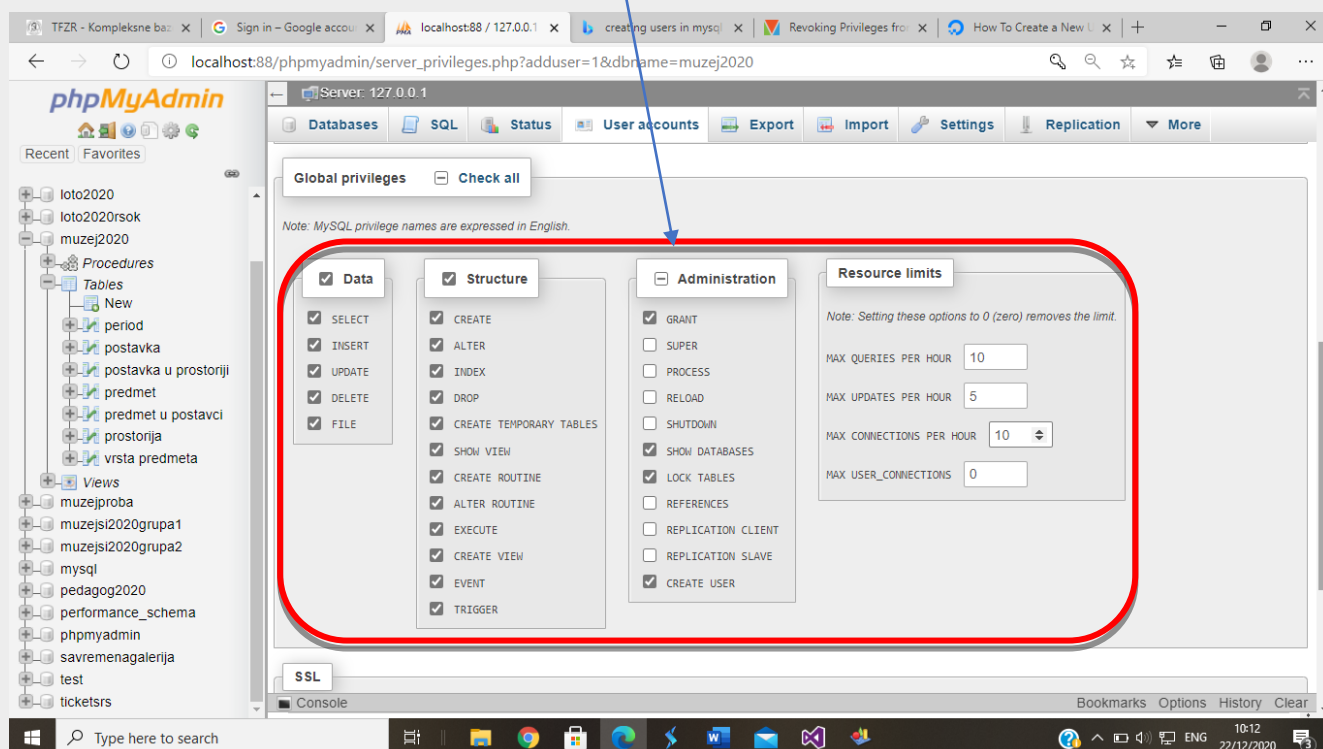 TFZR - Kompleksne baz
Sign in – Google accou
localhost:88 / 127.0.0.1
creating users in mysql
Revoking Privileges fro
How To Create a New U
localhost:88/phpmyadmin/server_privileges.php?adduser=1&dbname=muzej2020
phpMyAdmin
Recent Favorites
loto2020
loto2020rsok
muzej2020
Procedures
Tables
New
period
postavka
postavka u prostoriji
predmet
predmet u postavci
prostorija
vrsta predmeta
Views
muzejproba
muzejsi2020grupa1
muzejsi2020grupa2
mysql
pedagog2020
performance_schema
phpmyadmin
savremenagalerija
test
ticketsrs
Server: 127.0.0.1
Databases SQL Status User accounts Export Import Settings Replication More
Global privileges Check all
Note: MySQL privilege names are expressed in English.
Data
SELECT
INSERT
UPDATE
DELETE
FILE
Structure
CREATE
ALTER
INDEX
DROP
CREATE TEMPORARY TABLES
SHOW VIEW
CREATE ROUTINE
ALTER ROUTINE
EXECUTE
CREATE VIEW
EVENT
TRIGGER
Administration
GRANT
SUPER
PROCESS
RELOAD
SHUTDOWN
SHOW DATABASES
LOCK TABLES
REFERENCES
REPLICATION CLIENT
REPLICATION SLAVE
CREATE USER
Resource limits
Note: Setting these options to 0 (zero) removes the limit.
MAX QUERIES PER HOUR 10
MAX UPDATES PER HOUR 5
MAX CONNECTIONS PER HOUR 10
MAX USER_CONNECTIONS 0
SSL
Console Bookmarks Options History Clear
Type here to search
ENG
10:12
22/12/2020
3